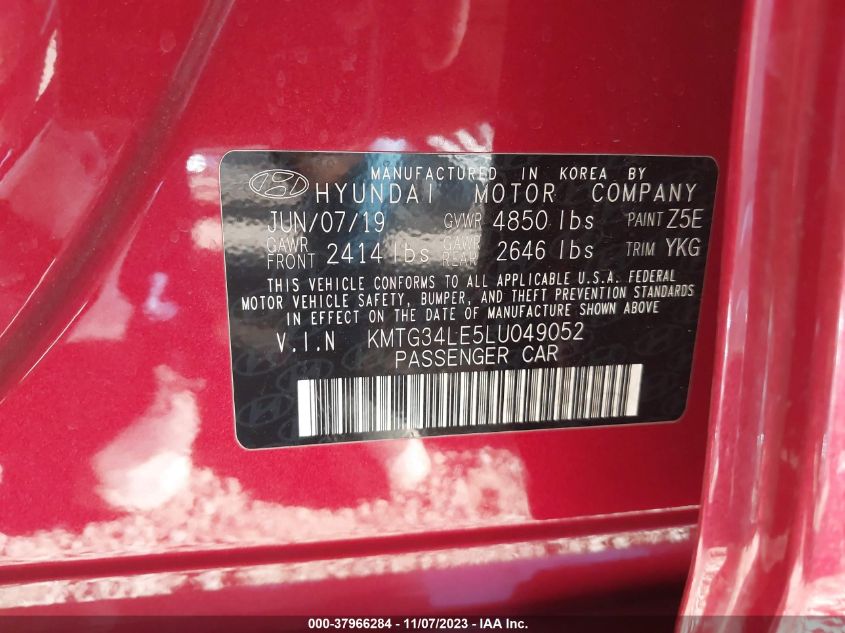 MANUFACTURED IN KOREA BY
HYUNDAI MOTOR COMPANY
JUN/07/19 GVWR 4850 lbs PAINT Z5E
GAWR FRONT 2414 lbs GAWR REAR 2646 lbs TRIM YKG
THIS VEHICLE CONFORMS TO ALL APPLICABLE U.S.A. FEDERAL
MOTOR VEHICLE SAFETY, BUMPER, AND THEFT PREVENTION STANDARDS
IN EFFECT ON THE DATE OF MANUFACTURE SHOWN ABOVE
V.I.N KMTG34LE5LU049052
PASSENGER CAR
000-37966284 - 11/07/2023 - IAA Inc.